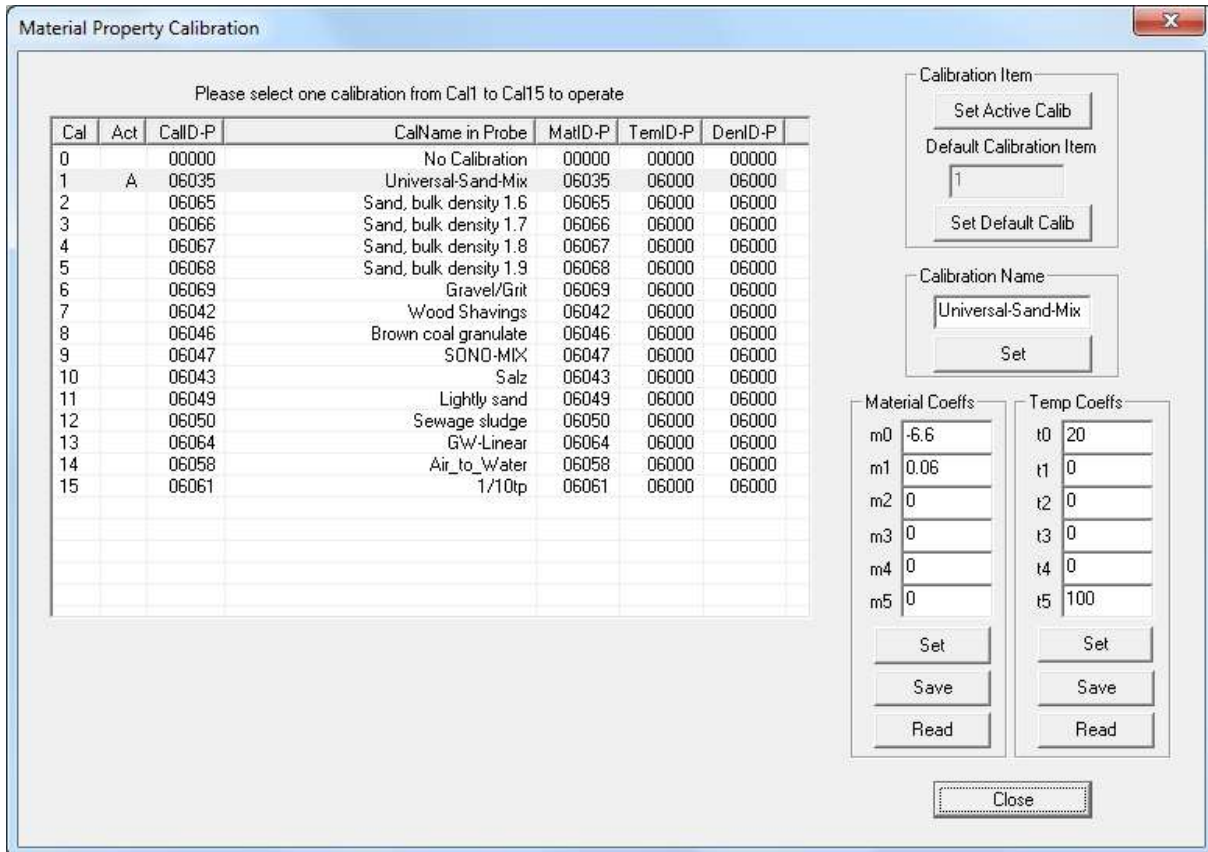 Material Property Calibration
Please select one calibration from Cal1 to Cal15 to operate
Cal Act CalID-P CalName in Probe MatID-P TemID-P DenID-P
0 00000 No Calibration 00000 00000 00000
1 A 06035 Universal-Sand-Mix 06035 06000 06000
2 06065 Sand, bulk density 1.6 06065 06000 06000
3 06066 Sand, bulk density 1.7 06066 06000 06000
4 06067 Sand, bulk density 1.8 06067 06000 06000
5 06068 Sand, bulk density 1.9 06068 06000 06000
6 06069 Gravel/Grit 06069 06000 06000
7 06042 Wood Shavings 06042 06000 06000
8 06046 Brown coal granulate 06046 06000 06000
9 06047 SONO-MIX 06047 06000 06000
10 06043 Salz 06043 06000 06000
11 06049 Lightly sand 06049 06000 06000
12 06050 Sewage sludge 06050 06000 06000
13 06064 GW-Linear 06064 06000 06000
14 06058 Air_to_Water 06058 06000 06000
15 06061 1/10tp 06061 06000 06000
Calibration Item
Set Active Calib
Default Calibration Item
1
Set Default Calib
Calibration Name
Universal-Sand-Mix
Set
Material Coeffs
m0 -6.6
m1 0.06
m2 0
m3 0
m4 0
m5 0
Set
Save
Read
Temp Coeffs
t0 20
t1 0
t2 0
t3 0
t4 0
t5 100
Set
Save
Read
Close